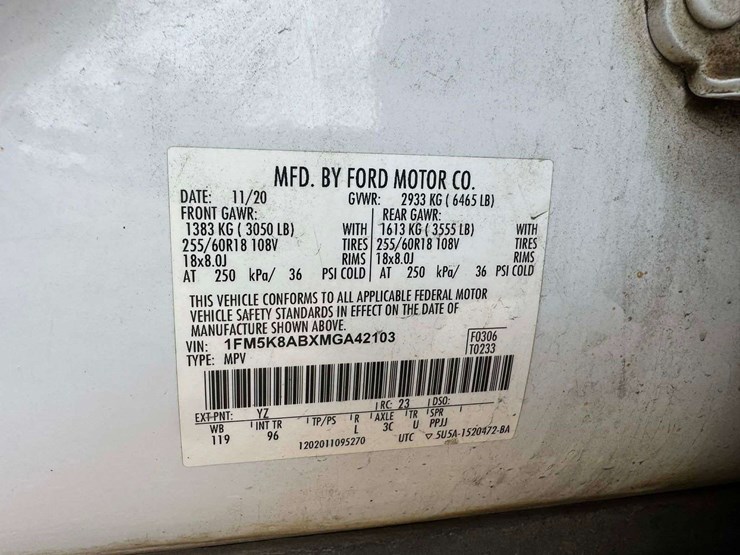 MFD. BY FORD MOTOR CO.
DATE: 11/20 GVWR: 2933 KG ( 6465 LB)
FRONT GAWR: REAR GAWR:
1383 KG ( 3050 LB) WITH 1613 KG ( 3555 LB) WITH
255/60R18 108V TIRES 255/60R18 108V TIRES
18x8.0J RIMS 18x8.0J RIMS
AT 250 kPa/ 36 PSI COLD AT 250 kPa/ 36 PSI COLD
THIS VEHICLE CONFORMS TO ALL APPLICABLE FEDERAL MOTOR
VEHICLE SAFETY STANDARDS IN EFFECT ON THE DATE OF
MANUFACTURE SHOWN ABOVE.
VIN: 1FM5K8ABXMGA42103 F0306
TYPE: MPV T0233
EXT PNT: YZ RC: 23 DSO:
WB INT TR TP/PS R AXLE TR SPR
119 96 L 3C U PPJJ
1202011095270 UTC ▽ 5U5A-1520472-BA